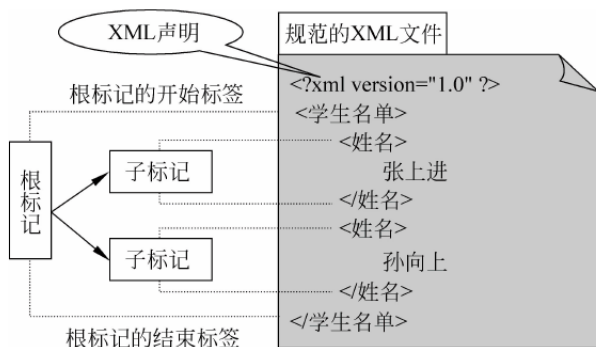 XML声明
规范的XML文件
<?xml version="1.0" ?>
根标记的开始标签
<学生名单>
<姓名>
子标记
张上进
根标记
</姓名>
<姓名>
子标记
孙向上
</姓名>
</学生名单>
根标记的结束标签